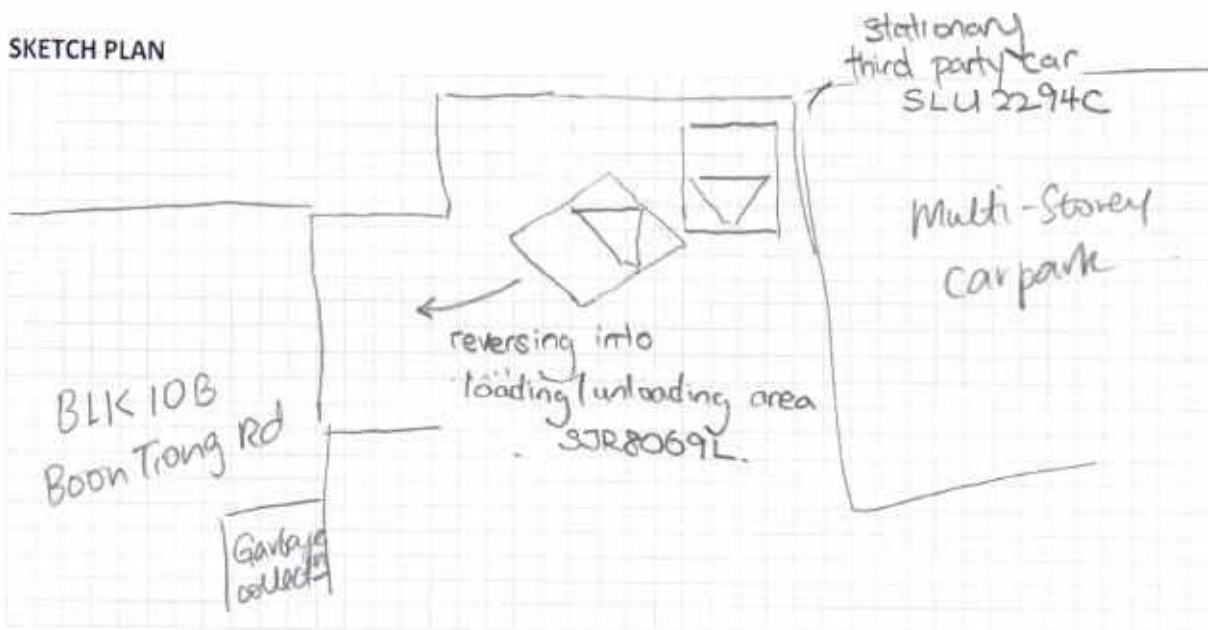 SKETCH PLAN
stationary
third party car
SLU 2294C
Multi-Storey
Carpark
reversing into
loading/unloading area
SJR8069L.
BLK 10B
Boon Tiong Rd
Garbage
collectn